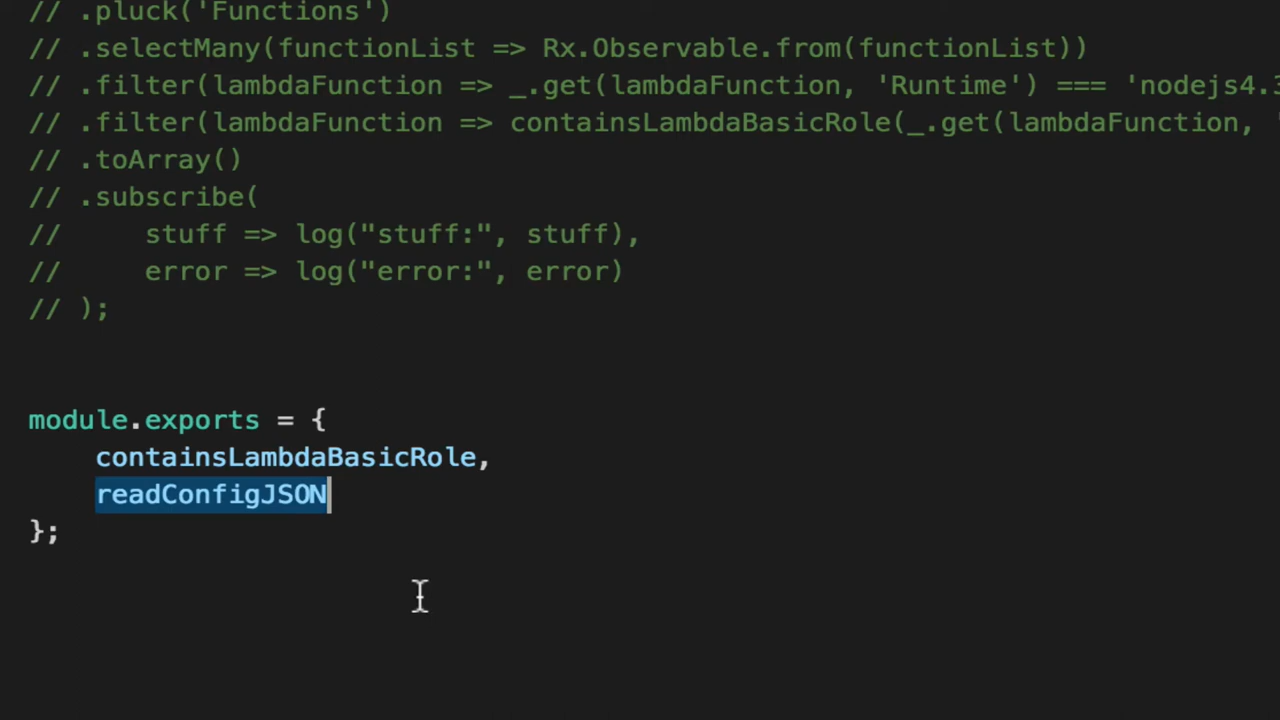 // .pluck('Functions')
// .selectMany(functionList => Rx.Observable.from(functionList))
// .filter(lambdaFunction => _.get(lambdaFunction, 'Runtime') === 'nodejs4.3
// .filter(lambdaFunction => containsLambdaBasicRole(_.get(lambdaFunction,
// .toArray()
// .subscribe(
//     stuff => log("stuff:", stuff),
//     error => log("error:", error)
// );
module.exports = {
    containsLambdaBasicRole,
    readConfigJSON
};